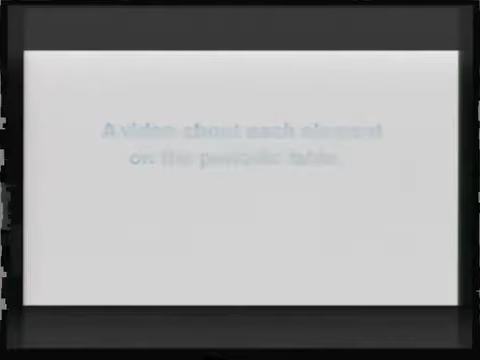 A video about each element
on the periodic table.